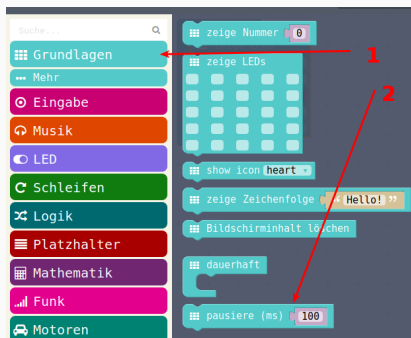 Suche...
Grundlagen
Mehr
Eingabe
Musik
LED
Schleifen
Logik
Platzhalter
Mathematik
Funk
Motoren
zeige Nummer 0
zeige LEDs
show icon heart
zeige Zeichenfolge " Hello! "
Bildschirminhalt löschen
dauerhaft
pausiere (ms) 100
1
2